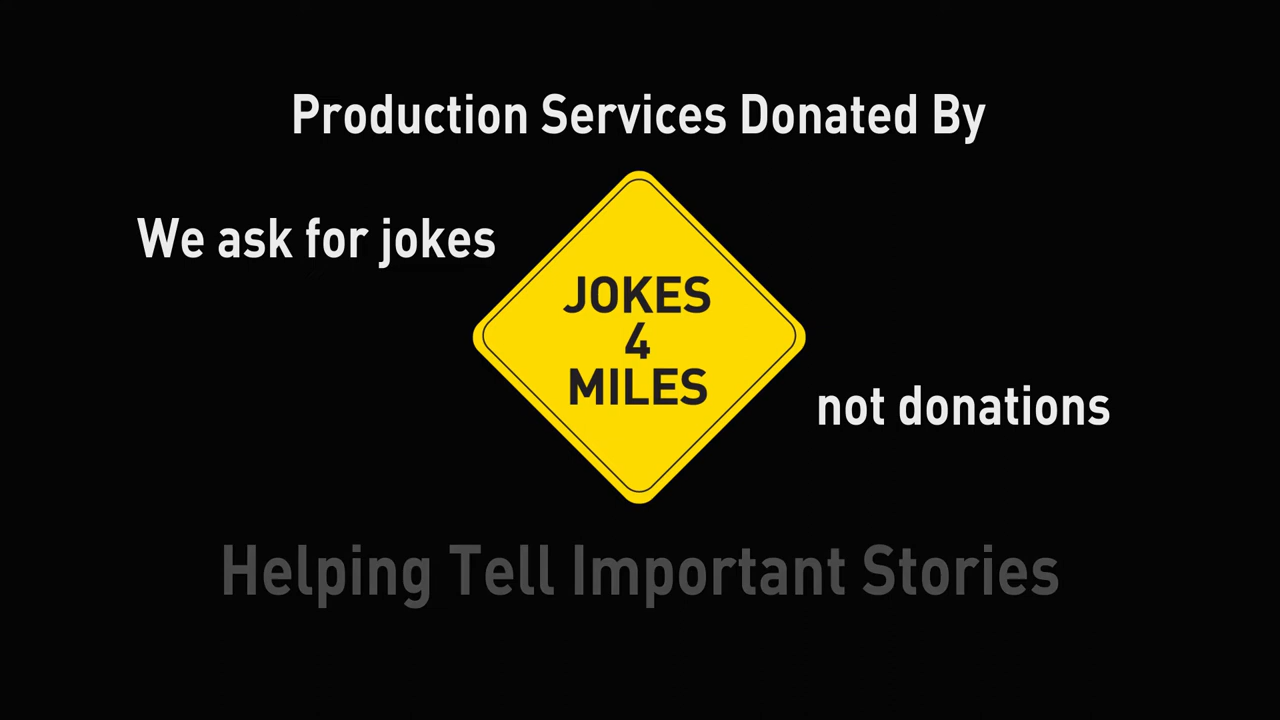 Production Services Donated By
We ask for jokes
JOKES
4
MILES
not donations
Helping Tell Important Stories